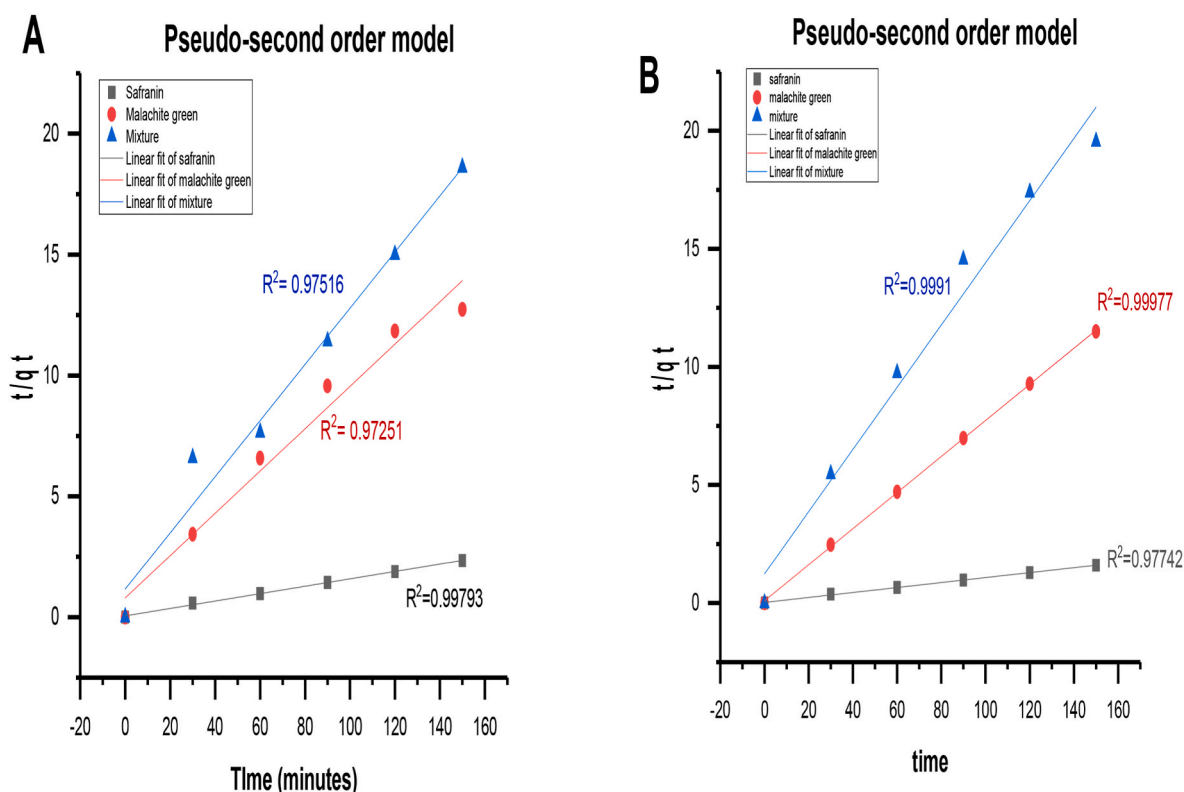 A
Pseudo-second order model
Safranin
Malachite green
Mixture
Linear fit of safranin
Linear fit of malachite green
Linear fit of mixture
20
15
10
5
0
t/q t
R²= 0.97516
R²= 0.97251
R²=0.99793
-20 0 20 40 60 80 100 120 140 160
TIme (minutes)
B
Pseudo-second order model
safranin
malachite green
mixture
Linear fit of safranin
Linear fit of malachite green
Linear fit of mixture
20
15
10
5
0
t/q t
R²=0.9991
R²=0.99977
R²=0.97742
-20 0 20 40 60 80 100 120 140 160
time